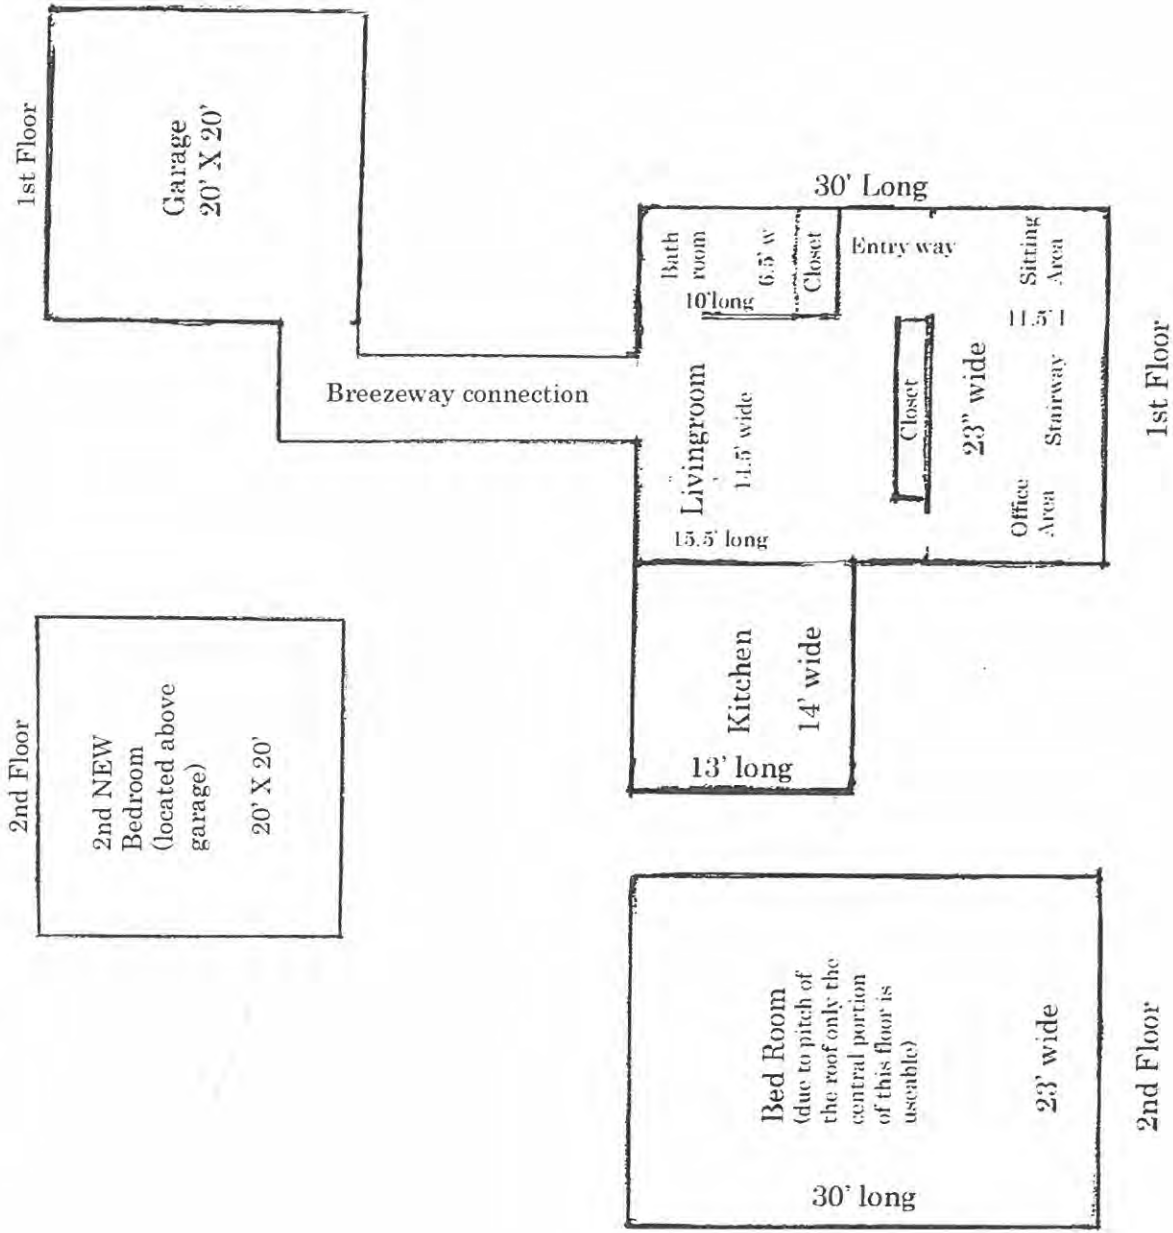 1st Floor
Garage
20' X 20'
Breezeway connection
30' Long
Bath
room
6.5' w
10'long
Closet
Entry way
Sitting
Area
11.5' l
Livingroom
14.5' wide
15.5' long
Closet
23" wide
Stairway
Office
Area
1st Floor
Kitchen
14' wide
13' long
2nd Floor
2nd NEW
Bedroom
(located above
garage)
20' X 20'
Bed Room
(due to pitch of
the roof only the
central portion
of this floor is
useable)
23' wide
30' long
2nd Floor